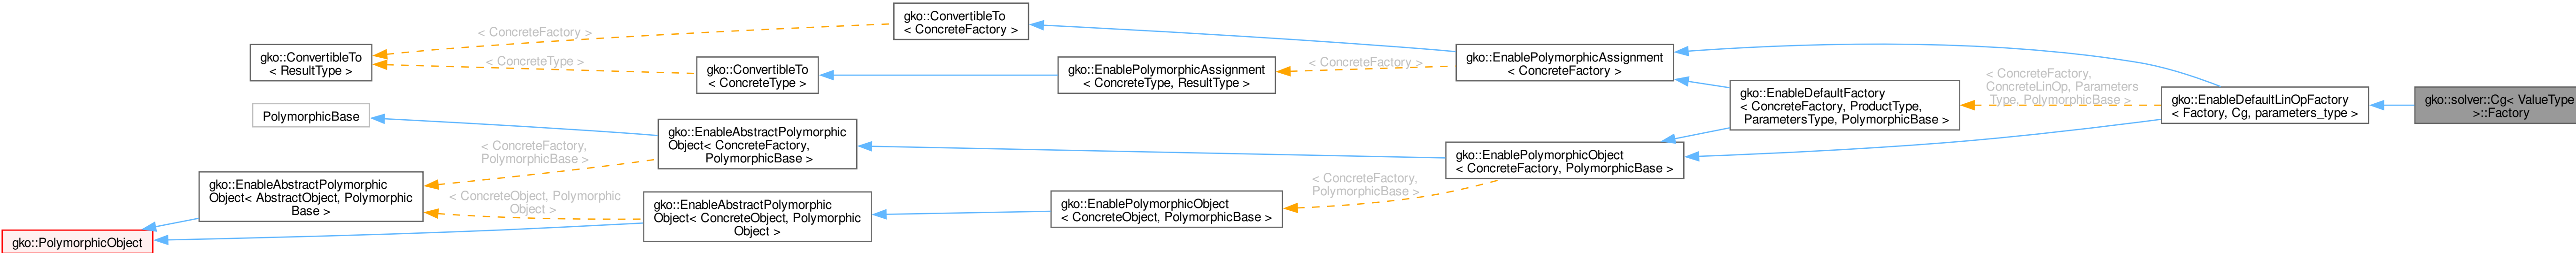 gko::ConvertibleTo
< ResultType >
PolymorphicBase
gko::EnableAbstractPolymorphic
Object< AbstractObject, Polymorphic
Base >
gko::PolymorphicObject
< ConcreteFactory >
< ConcreteType >
< ConcreteFactory,
PolymorphicBase >
< ConcreteObject, Polymorphic
Object >
gko::ConvertibleTo
< ConcreteFactory >
gko::ConvertibleTo
< ConcreteType >
gko::EnableAbstractPolymorphic
Object< ConcreteFactory,
PolymorphicBase >
gko::EnableAbstractPolymorphic
Object< ConcreteObject, Polymorphic
Object >
gko::EnablePolymorphicAssignment
< ConcreteType, ResultType >
gko::EnablePolymorphicObject
< ConcreteObject, PolymorphicBase >
< ConcreteFactory >
< ConcreteFactory,
PolymorphicBase >
gko::EnablePolymorphicAssignment
< ConcreteFactory >
gko::EnablePolymorphicObject
< ConcreteFactory, PolymorphicBase >
gko::EnableDefaultFactory
< ConcreteFactory, ProductType,
ParametersType, PolymorphicBase >
< ConcreteFactory,
ConcreteLinOp, Parameters
Type, PolymorphicBase >
gko::EnableDefaultLinOpFactory
< Factory, Cg, parameters_type >
gko::solver::Cg< ValueType
>::Factory